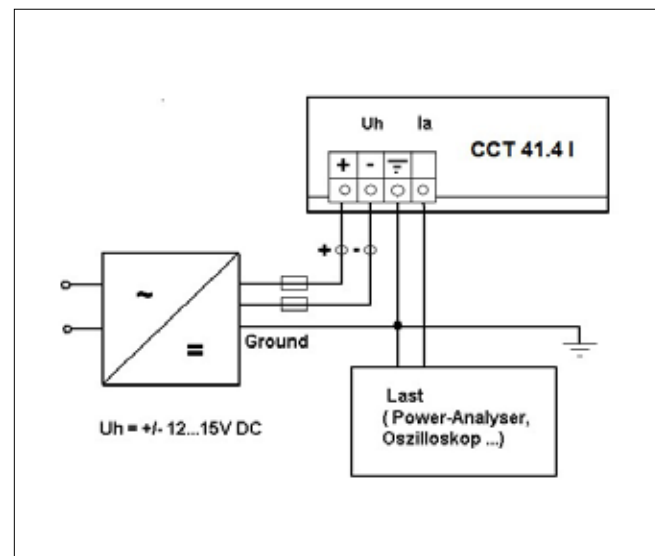 Uh Ia
CCT 41.4 I
+ -
+ -
~
=
Ground
Uh = +/- 12...15V DC
Last
( Power-Analyser,
Oszilloskop ...)